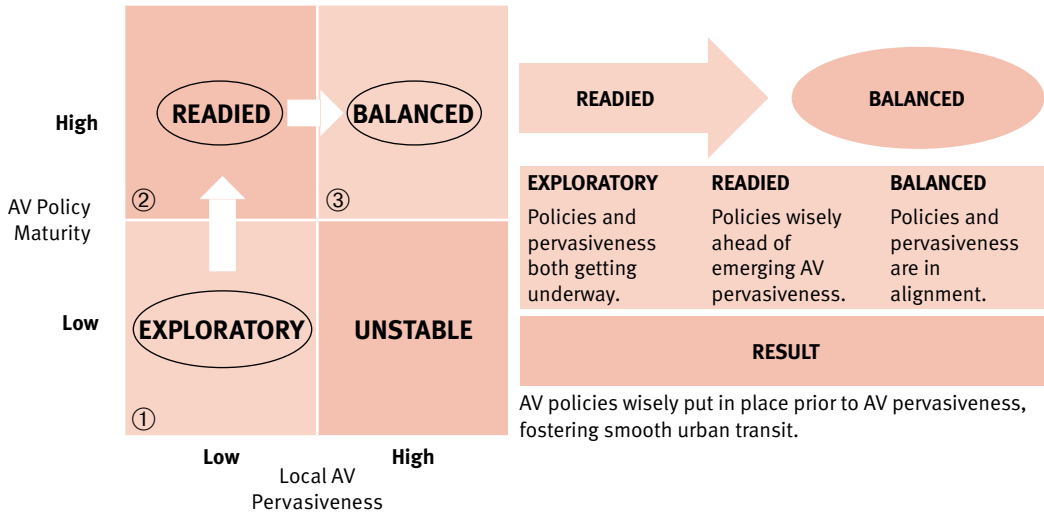 High
AV Policy
Maturity
Low
READIED
BALANCED
②
③
EXPLORATORY
UNSTABLE
①
Low
High
Local AV
Pervasiveness
READIED
BALANCED
EXPLORATORY
Policies and
pervasiveness
both getting
underway.
READIED
Policies wisely
ahead of
emerging AV
pervasiveness.
BALANCED
Policies and
pervasiveness
are in
alignment.
RESULT
AV policies wisely put in place prior to AV pervasiveness,
fostering smooth urban transit.